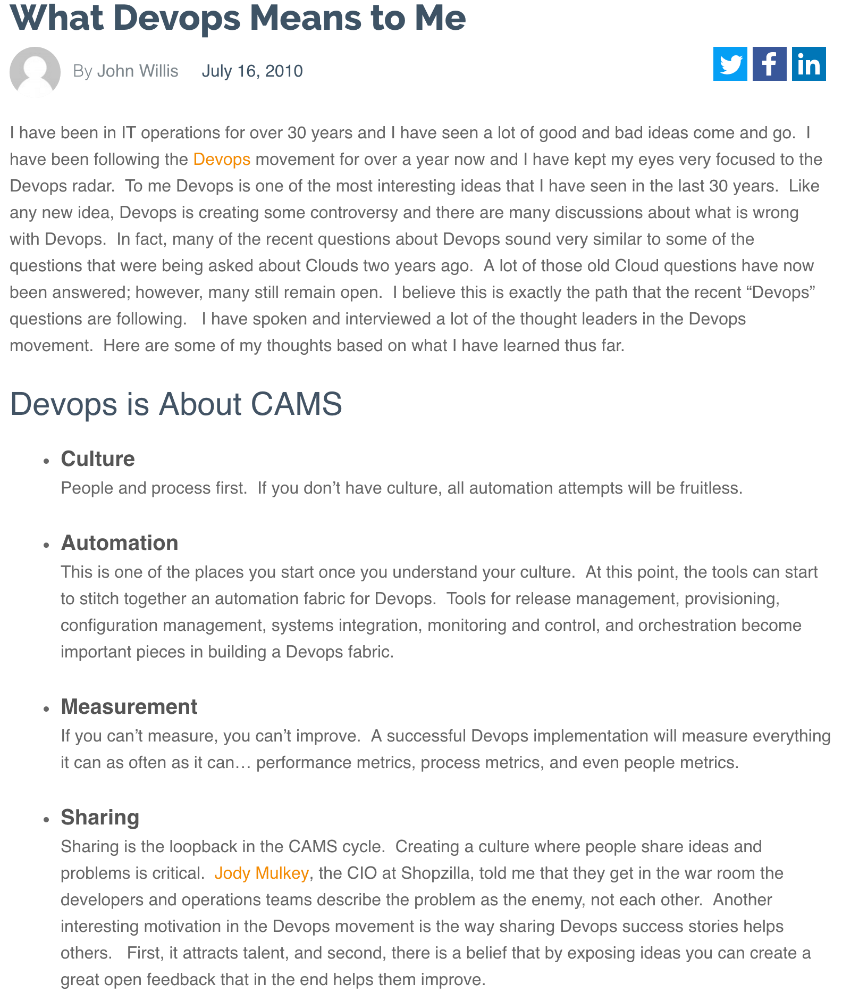 What Devops Means to Me
By John Willis July 16, 2010
I have been in IT operations for over 30 years and I have seen a lot of good and bad ideas come and go.  I
have been following the Devops movement for over a year now and I have kept my eyes very focused to the
Devops radar.  To me Devops is one of the most interesting ideas that I have seen in the last 30 years.  Like
any new idea, Devops is creating some controversy and there are many discussions about what is wrong
with Devops.  In fact, many of the recent questions about Devops sound very similar to some of the
questions that were being asked about Clouds two years ago.  A lot of those old Cloud questions have now
been answered; however, many still remain open.  I believe this is exactly the path that the recent “Devops”
questions are following.   I have spoken and interviewed a lot of the thought leaders in the Devops
movement.  Here are some of my thoughts based on what I have learned thus far.
Devops is About CAMS
• Culture
People and process first.  If you don’t have culture, all automation attempts will be fruitless.
• Automation
This is one of the places you start once you understand your culture.  At this point, the tools can start
to stitch together an automation fabric for Devops.  Tools for release management, provisioning,
configuration management, systems integration, monitoring and control, and orchestration become
important pieces in building a Devops fabric.
• Measurement
If you can’t measure, you can’t improve.  A successful Devops implementation will measure everything
it can as often as it can… performance metrics, process metrics, and even people metrics.
• Sharing
Sharing is the loopback in the CAMS cycle.  Creating a culture where people share ideas and
problems is critical.  Jody Mulkey, the CIO at Shopzilla, told me that they get in the war room the
developers and operations teams describe the problem as the enemy, not each other.  Another
interesting motivation in the Devops movement is the way sharing Devops success stories helps
others.   First, it attracts talent, and second, there is a belief that by exposing ideas you can create a
great open feedback that in the end helps them improve.